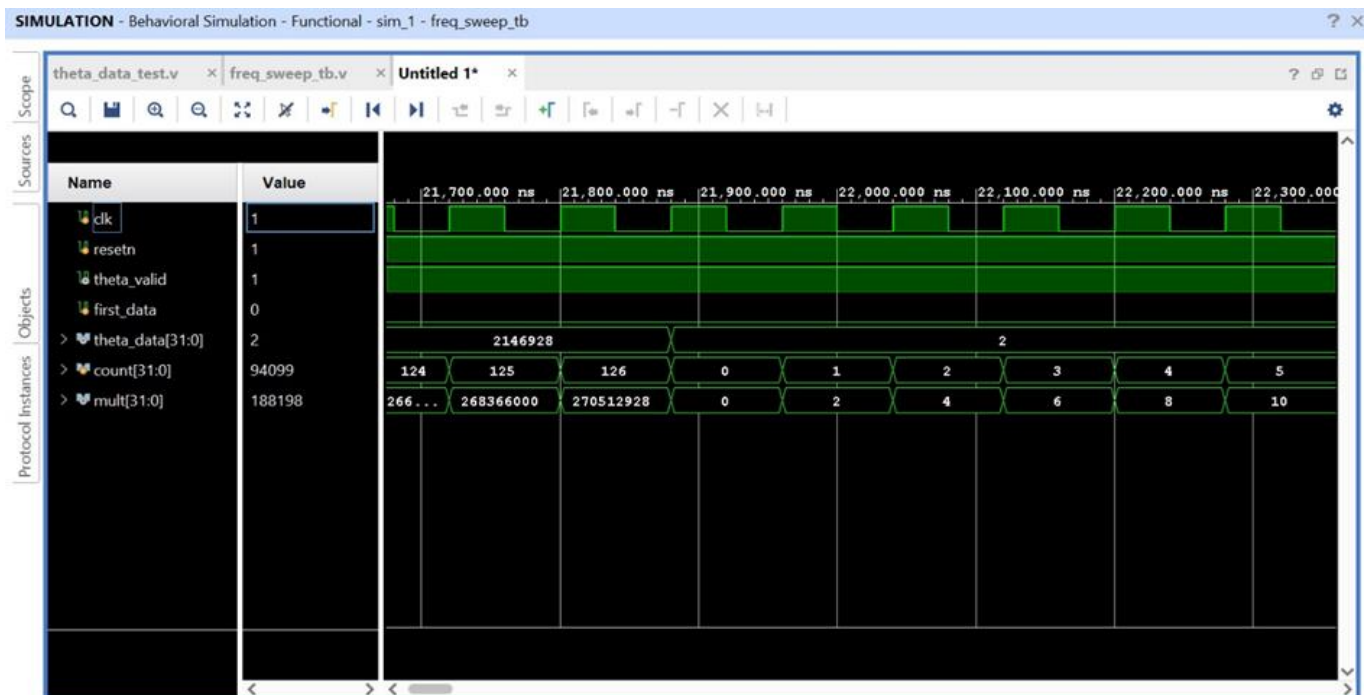 SIMULATION - Behavioral Simulation - Functional - sim_1 - freq_sweep_tb ? ×
theta_data_test.v × freq_sweep_tb.v × Untitled 1* × ?
Scope
Sources
Objects
Protocol Instances
Name Value
21,700.000 ns 21,800.000 ns 21,900.000 ns 22,000.000 ns 22,100.000 ns 22,200.000 ns 22,300.000
clk 1
resetn 1
theta_valid 1
first_data 0
> theta_data[31:0] 2 2146928 2
> count[31:0] 94099 124 125 126 0 1 2 3 4 5
> mult[31:0] 188198 266... 268366000 270512928 0 2 4 6 8 10